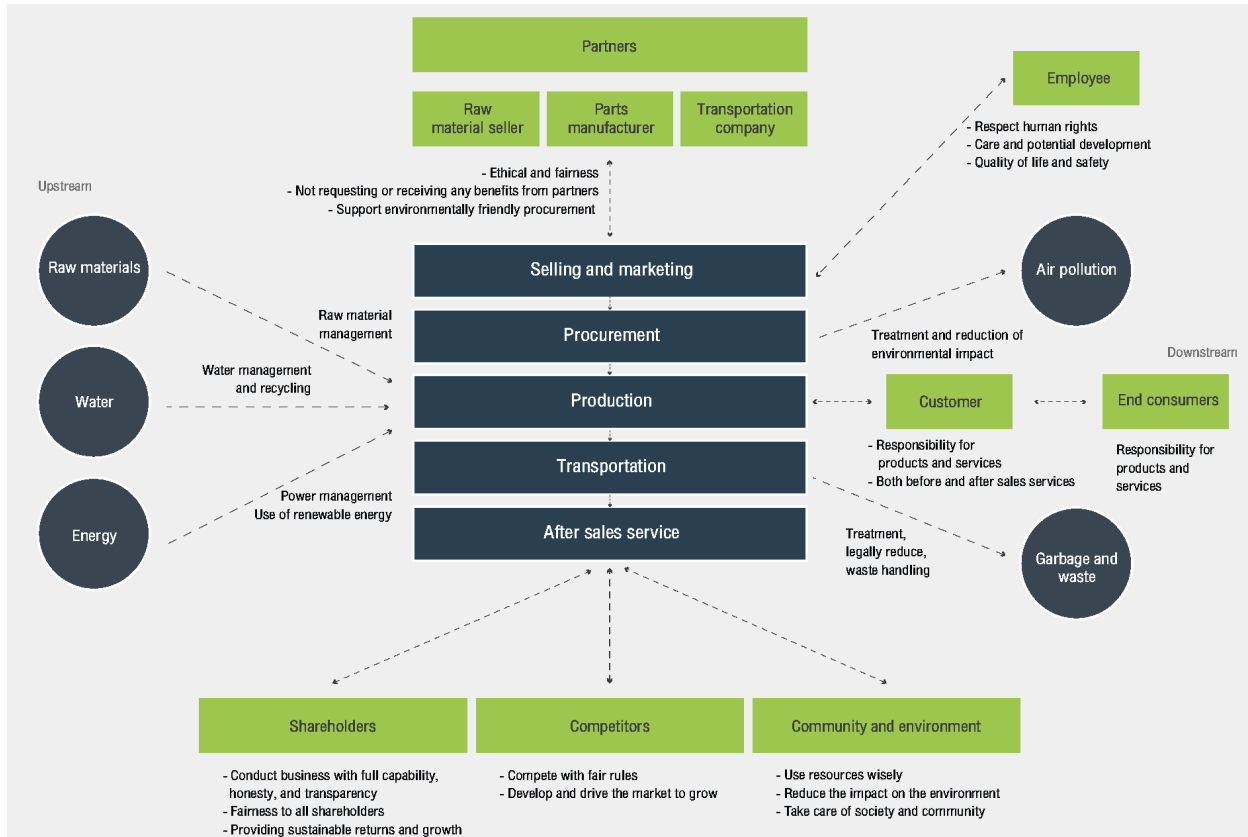 Partners
Raw
material seller
Parts
manufacturer
Transportation
company
Employee
- Respect human rights
- Care and potential development
- Quality of life and safety
- Ethical and fairness
- Not requesting or receiving any benefits from partners
- Support environmentally friendly procurement
Upstream
Raw materials
Water
Energy
Raw material
management
Water management
and recycling
Power management
Use of renewable energy
Selling and marketing
Procurement
Production
Transportation
After sales service
Air pollution
Treatment and reduction of
environmental impact
Downstream
Customer
End consumers
- Responsibility for
products and services
- Both before and after sales services
Responsibility for
products and
services
Treatment,
legally reduce,
waste handling
Garbage and
waste
Shareholders
- Conduct business with full capability,
honesty, and transparency
- Fairness to all shareholders
- Providing sustainable returns and growth
Competitors
- Compete with fair rules
- Develop and drive the market to grow
Community and environment
- Use resources wisely
- Reduce the impact on the environment
- Take care of society and community